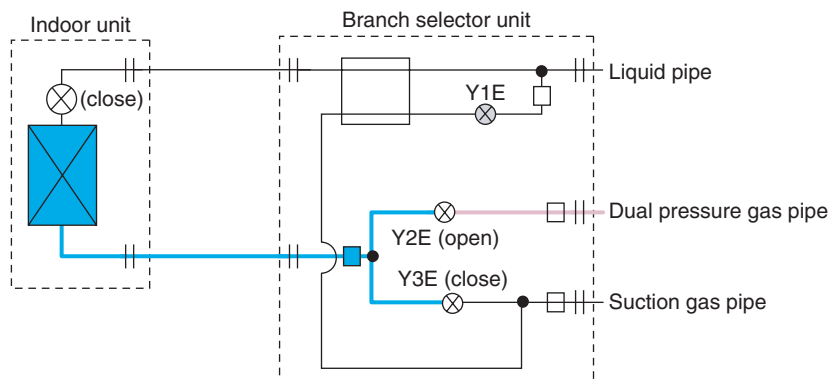 Indoor unit
Branch selector unit
(close)
Y1E
Liquid pipe
Y2E (open)
Dual pressure gas pipe
Y3E (close)
Suction gas pipe